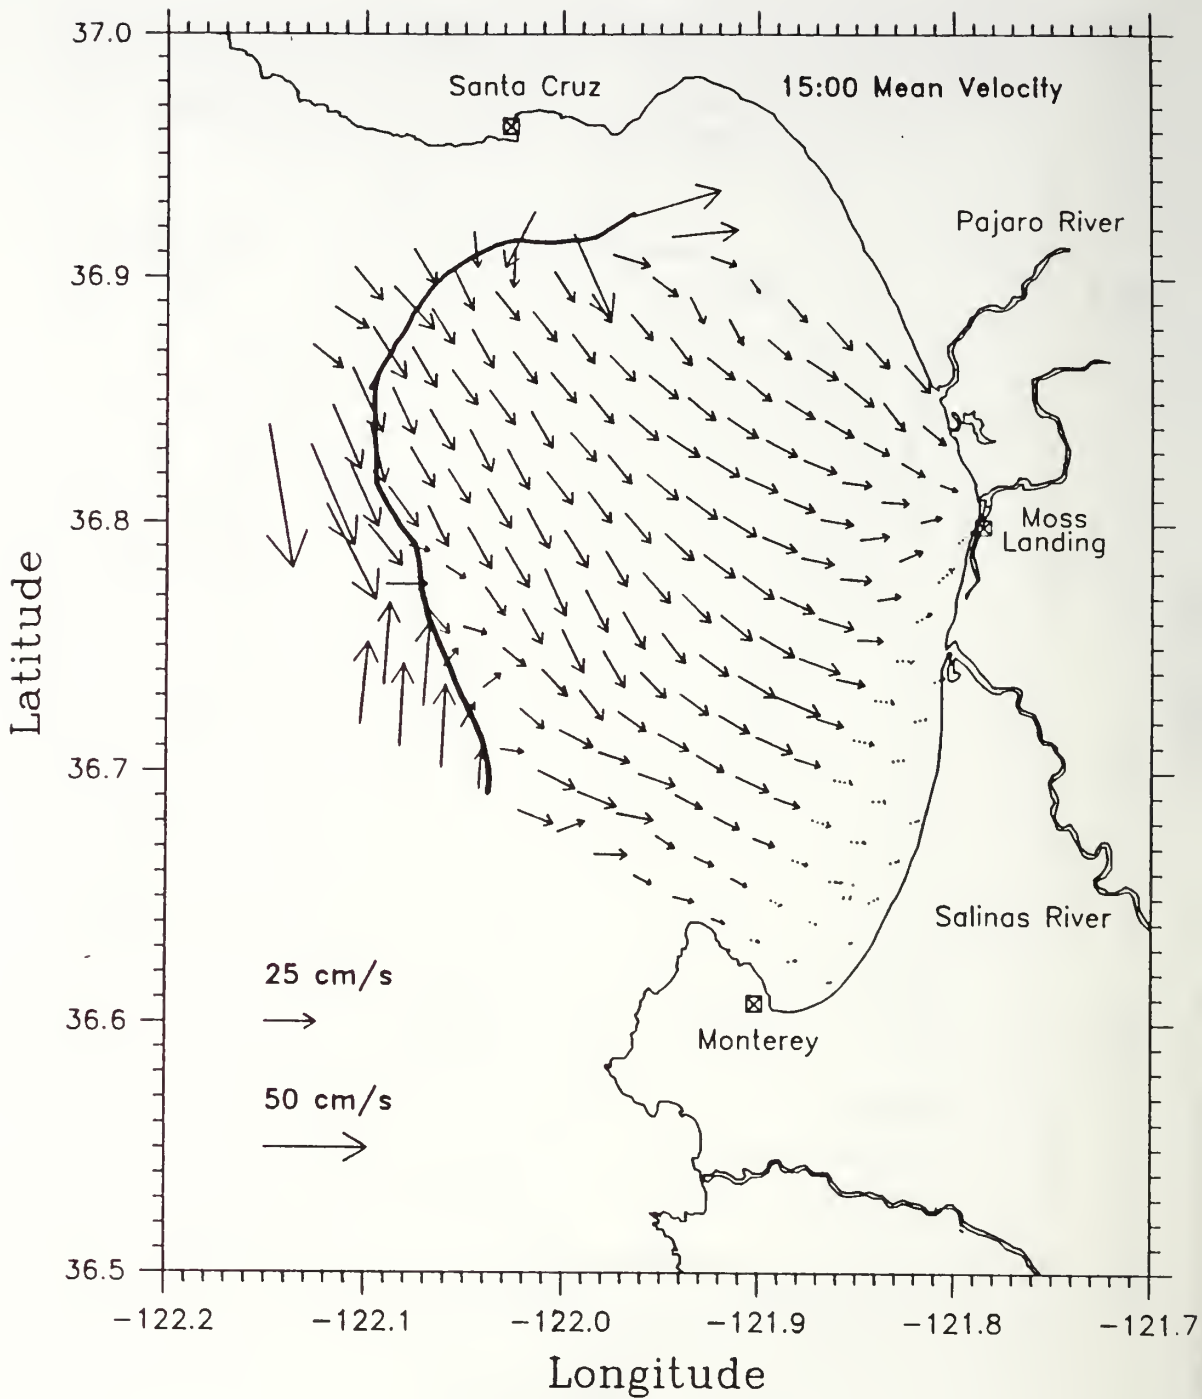 37.0
Santa Cruz
15:00 Mean Velocity
Pajaro River
36.9
36.8
Moss
Landing
Latitude
36.7
Salinas River
25 cm/s
36.6
Monterey
50 cm/s
36.5
-122.2
-122.1
-122.0
-121.9
-121.8
-121.7
Longitude